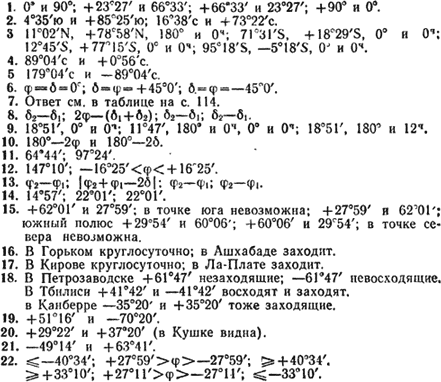 1. 0° и 90°; +23°27′ и 66°33′; +66°33′ и 23°27′; +90° и 0°.
2. 4°35′ю и +85°25′ю; 16°38′с и +73°22′с.
3 11°02′N, +78°58′N, 180° и 0ч; 71°31′S, +18°29′S, 0° и 0ч;
12°45′S, +77°15′S, 0° и 0ч; 95°18′S, −5°18′S, 0° и 0ч.
4. 89°04′с и +0°56′с.
5 179°04′с и −89°04′с.
6. φ=δ=0°; δ=φ=+45°0′; δ=φ=−45°0′.
7. Ответ см. в таблице на с. 114.
8. δ₂−δ₁; 2φ−(δ₁+δ₂); δ₂−δ₁; δ₂−δ₁.
9. 18°51′, 0° и 0ч; 11°47′, 180° и 0ч, 0° и 0ч; 18°51′, 180° и 12ч.
10. 180°−2φ и 180°−2δ.
11. 64°44′; 97°24′.
12. 147°10′; −16°25′<φ<+16°25′.
13. φ₂−φ₁; |φ₂+φ₁−2δ|; φ₂−φ₁; φ₂−φ₁.
14. 14°57′; 22°01′; 22°01′.
15. +62°01′ и 27°59′; в точке юга невозможна; +27°59′ и 62°01′;
южный полюс +29°54′ и 60°06′; +60°06′ и 29°54′; в точке се-
вера невозможна.
16. В Горьком круглосуточно; в Ашхабаде заходит.
17. В Кирове круглосуточно; в Ла-Плате заходит.
18. В Петрозаводске +61°47′ незаходящие; −61°47′ невосходящие.
В Тбилиси +41°42′ и −41°42′ восходят и заходят.
в Канберре −35°20′ и +35°20′ тоже заходящие.
19. +51°16′ и −70°20′.
20. +29°22′ и +37°20′ (в Кушке видна).
21. −49°14′ и +63°41′.
22. ⩽−40°34′; +27°59′>φ>−27°59′; ⩾+40°34′.
⩾+33°10′; +27°11′>φ>−27°11′; ⩽−33°10′.